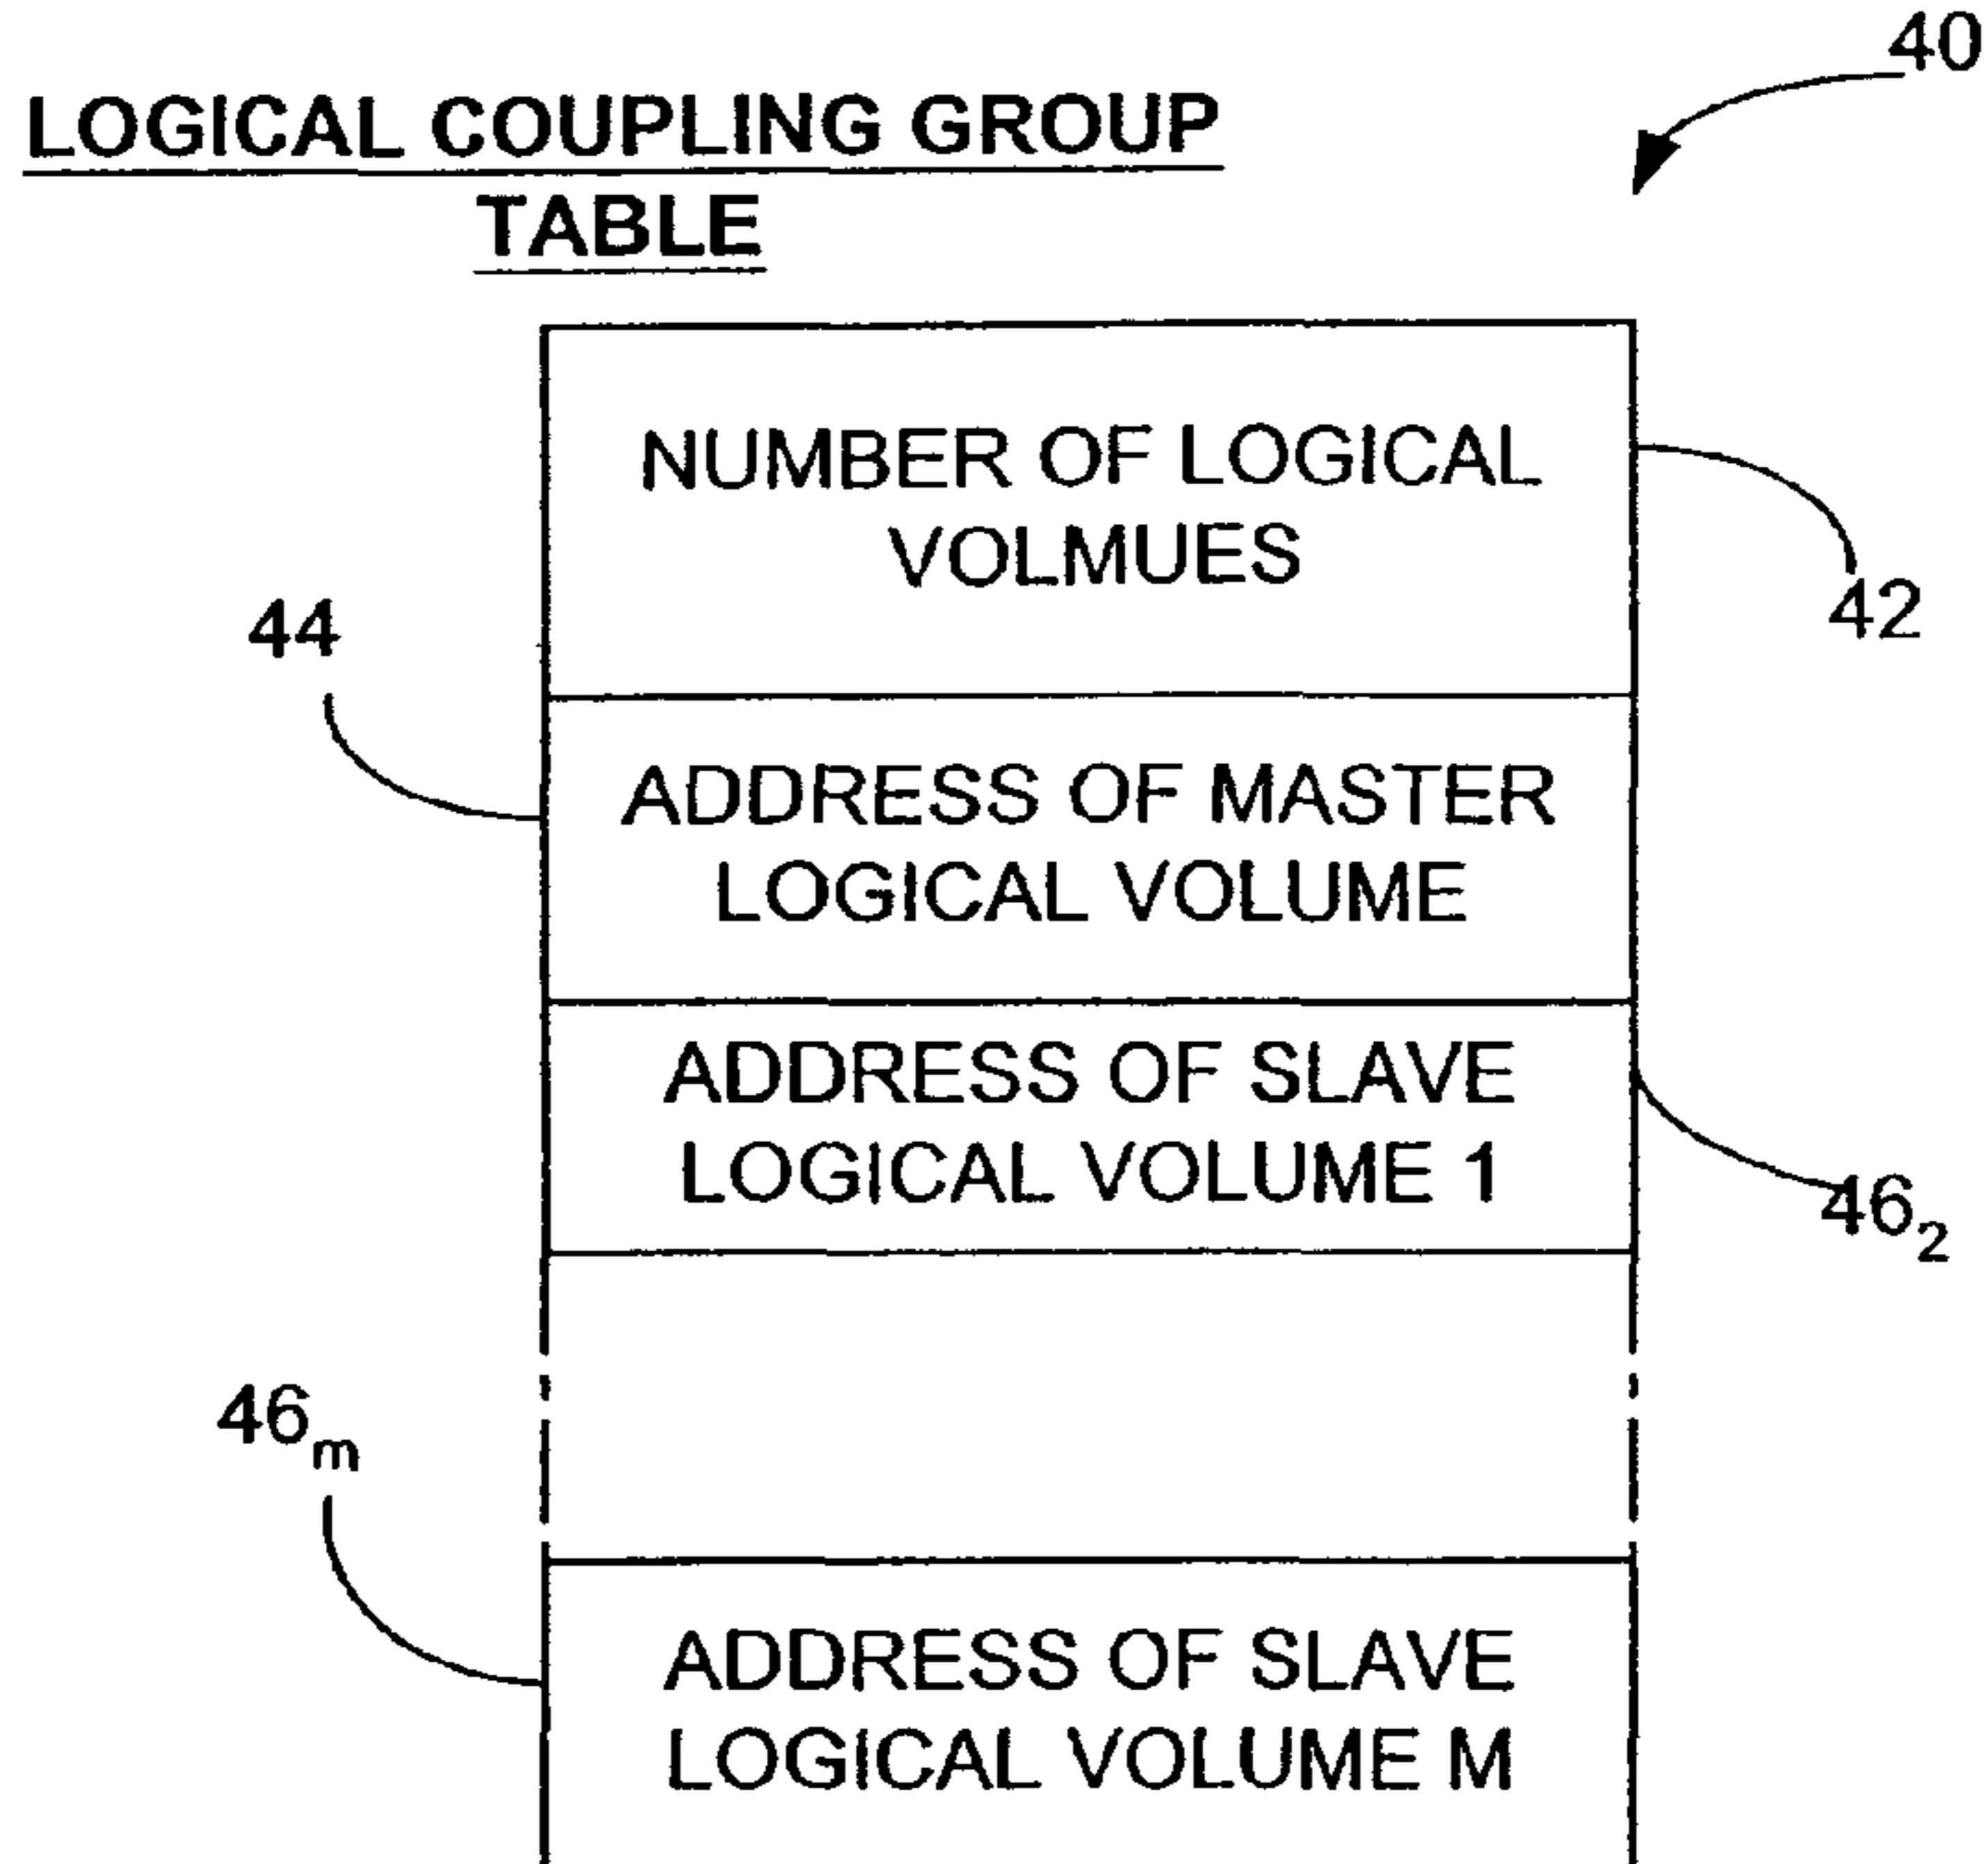 40
LOGICAL COUPLING GROUP
TABLE
NUMBER OF LOGICAL
VOLMUES
42
44
ADDRESS OF MASTER
LOGICAL VOLUME
ADDRESS OF SLAVE
LOGICAL VOLUME 1
46₂
46ₘ
ADDRESS OF SLAVE
LOGICAL VOLUME M